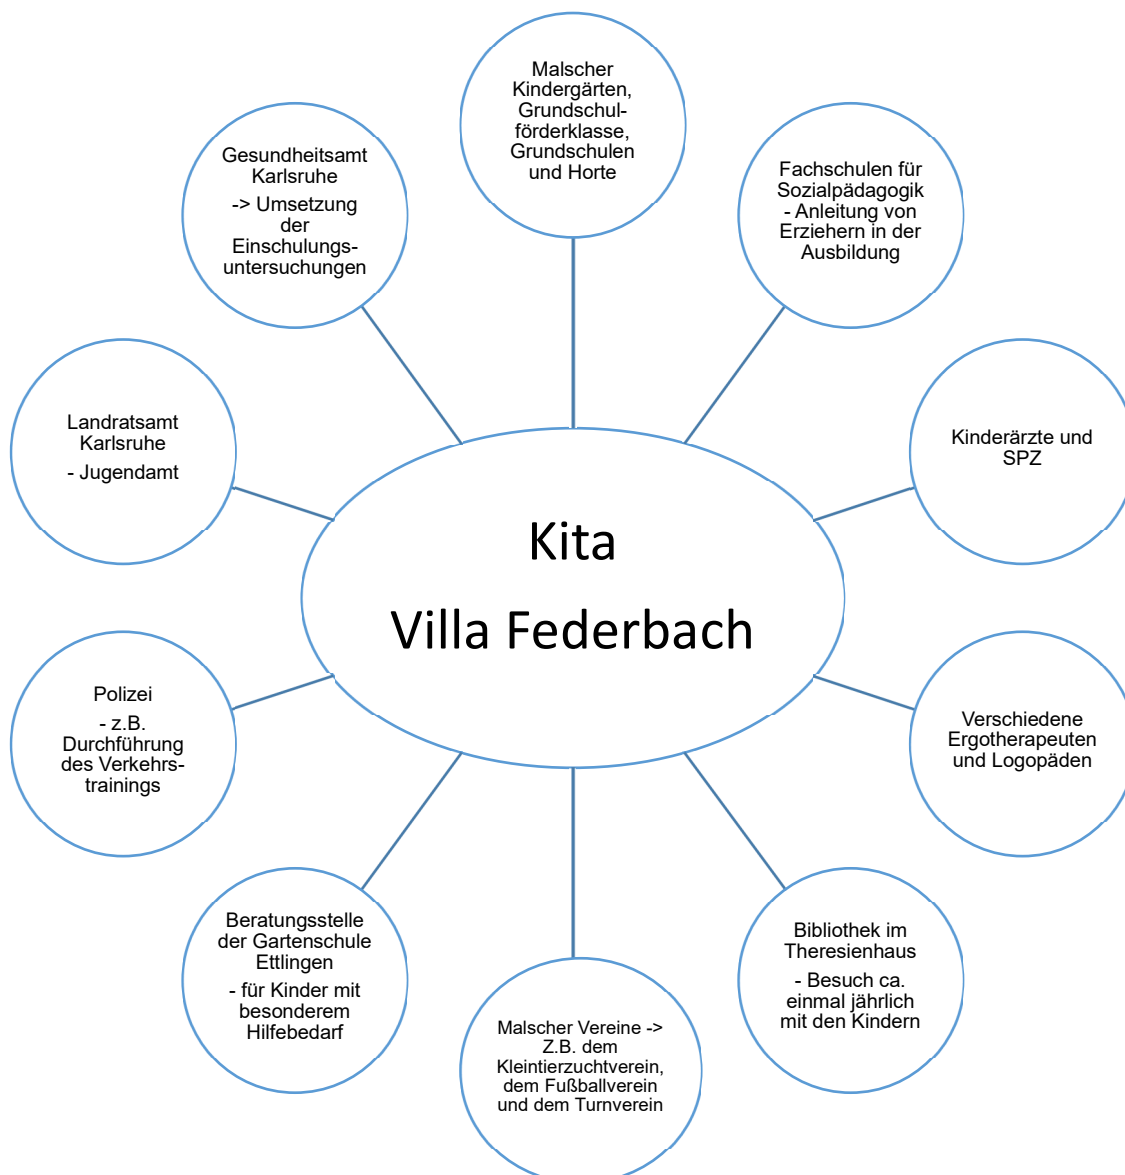 Malscher
Kindergärten,
Grundschul-
förderklasse,
Grundschulen
und Horte
Gesundheitsamt
Karlsruhe
-> Umsetzung
der
Einschulungs-
untersuchungen
Fachschulen für
Sozialpädagogik
- Anleitung von
Erziehern in der
Ausbildung
Landratsamt
Karlsruhe
- Jugendamt
Kinderärzte und
SPZ
Kita
Villa Federbach
Polizei
- z.B.
Durchführung
des Verkehrs-
trainings
Verschiedene
Ergotherapeuten
und Logopäden
Beratungsstelle
der Gartenschule
Ettlingen
- für Kinder mit
besonderem
Hilfebedarf
Bibliothek im
Theresienhaus
- Besuch ca.
einmal jährlich
mit den Kindern
Malscher Vereine ->
Z.B. dem
Kleintierzuchtverein,
dem Fußballverein
und dem Turnverein